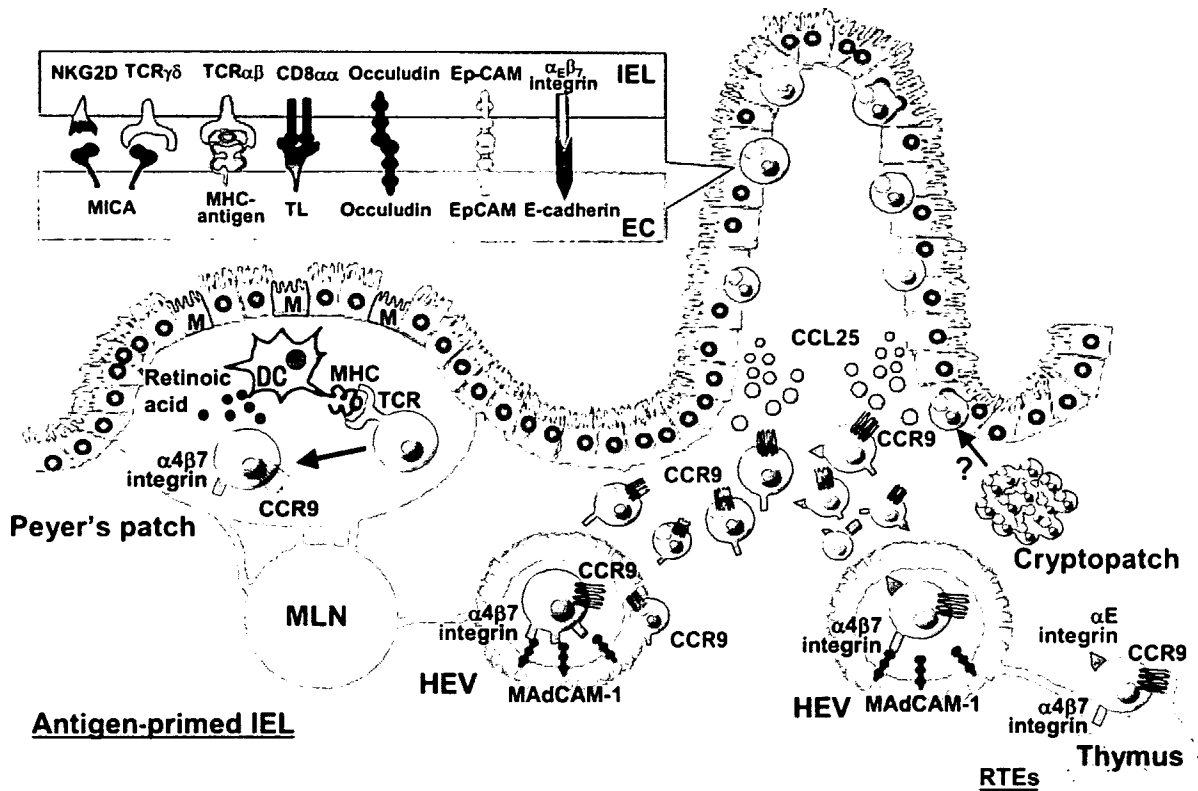 NKG2D TCRγδ TCRαβ CD8αα Occuludin Ep-CAM αEβ7 integrin IEL
MICA MHC-antigen TL Occuludin EpCAM E-cadherin
EC
M M M
DC
Retinoic
acid
MHC
TCR
α4β7
integrin
CCR9
Peyer's patch
MLN
CCL25
CCR9
CCR9
?
Cryptopatch
CCR9
α4β7
integrin
CCR9
HEV
MAdCAM-1
α4β7
integrin
HEV
MAdCAM-1
αE
integrin
CCR9
α4β7
integrin
Thymus
Antigen-primed IEL
RTEs